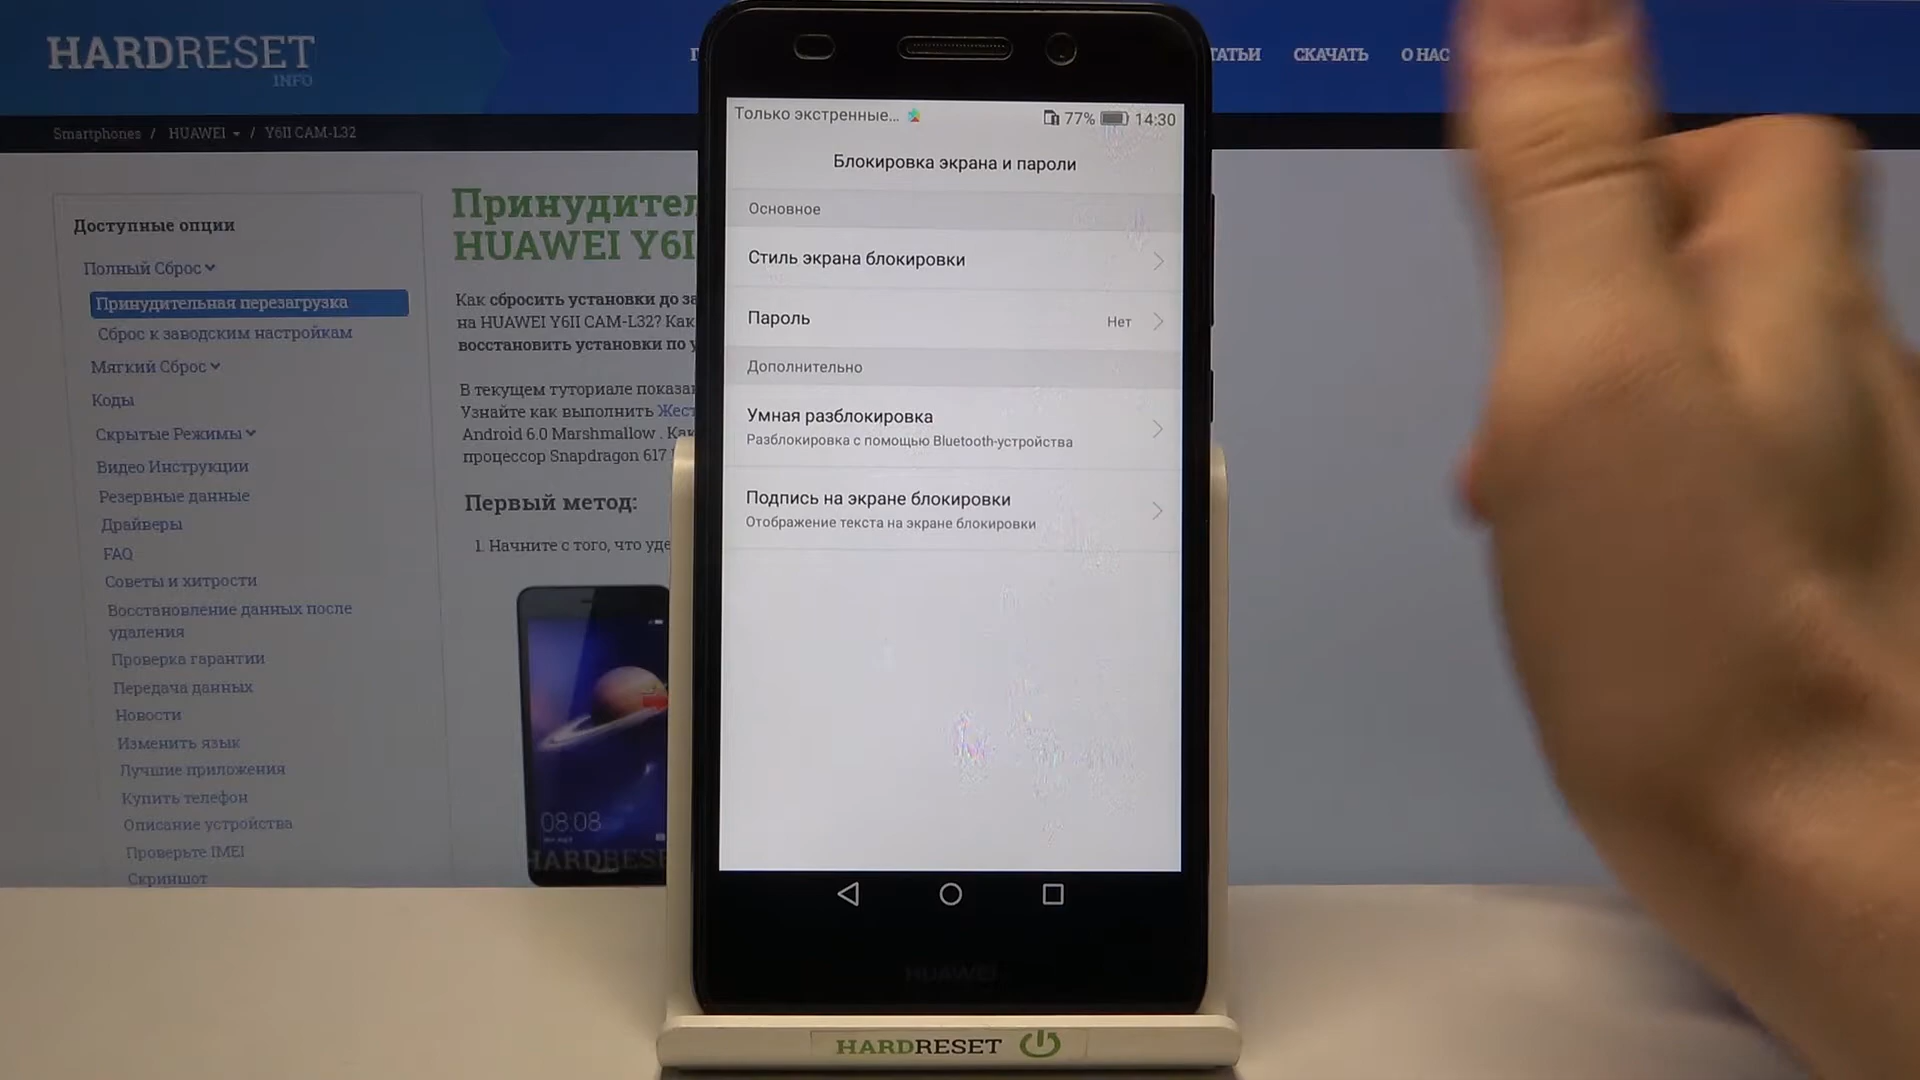 HARDRESET
INFO
СКАЧАТЬ
О НАС
Smartphones / HUAWEI / Y6II CAM-L32
Доступные опции
Полный Сброс
Принудительная перезагрузка
Сброс к заводским настройкам
Мягкий Сброс
Коды
Скрытые Режимы
Видео Инструкции
Резервные данные
Драйверы
FAQ
Советы и хитрости
Восстановление данных после
удаления
Проверка гарантии
Передача данных
Новости
Изменить язык
Лучшие приложения
Купить телефон
Описание устройства
Проверьте IMEI
Скриншот
HUAWEI
Как сбросить установки до
на HUAWEI Y6II CAM-L32?
восстановить установки по
В текущем туториале
Узнайте как выполнить
Android 6.0 Marshmallow .
процессор Snapdragon 617
Первый метод:
1. Начните с того, что
08:08
Только экстренные... 77% 14:30
Блокировка экрана и пароли
Основное
Стиль экрана блокировки
Пароль Нет
Дополнительно
Умная разблокировка
Разблокировка с помощью Bluetooth-устройства
Подпись на экране блокировки
Отображение текста на экране блокировки
HUAWEI
HARDRESET